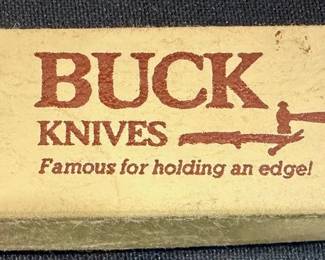 BUCK
KNIVES
Famous for holding an edge!